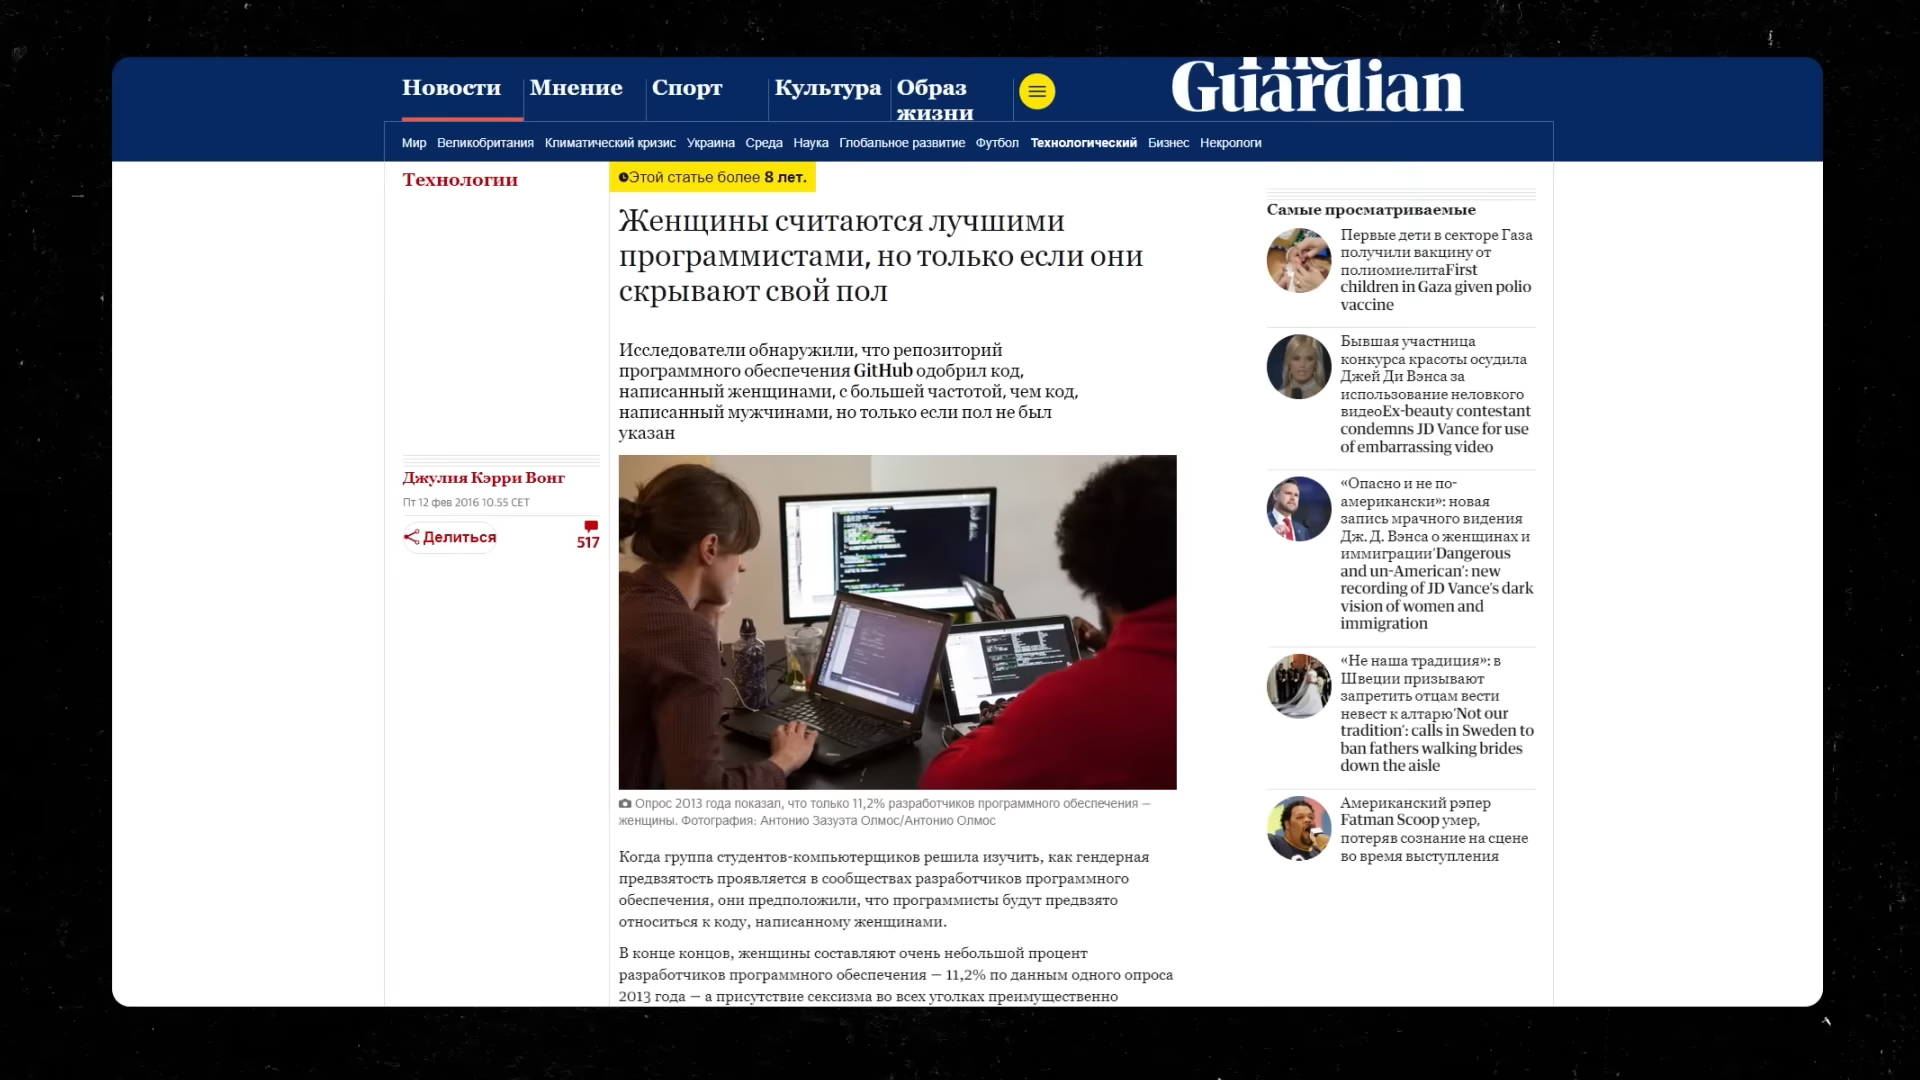 Новости
Мнение
Спорт
Культура
Образ
жизни
The
Guardian
Мир
Великобритания
Климатический кризис
Украина
Среда
Наука
Глобальное развитие
Футбол
Технологический
Бизнес
Некрологи
Технологии
Этой статье более 8 лет.
Женщины считаются лучшими
программистами, но только если они
скрывают свой пол
Исследователи обнаружили, что репозиторий
программного обеспечения GitHub одобрил код,
написанный женщинами, с большей частотой, чем код,
написанный мужчинами, но только если пол не был
указан
Джулия Кэрри Вонг
Пт 12 фев 2016 10.55 CET
Делиться
517
Опрос 2013 года показал, что только 11,2% разработчиков программного обеспечения —
женщины. Фотография: Антонио Зазуэта Олмос/Антонио Олмос
Когда группа студентов-компьютерщиков решила изучить, как гендерная
предвзятость проявляется в сообществах разработчиков программного
обеспечения, они предположили, что программисты будут предвзято
относиться к коду, написанному женщинами.
В конце концов, женщины составляют очень небольшой процент
разработчиков программного обеспечения — 11,2% по данным одного опроса
2013 года — а присутствие сексизма во всех уголках преимущественно
Самые просматриваемые
Первые дети в секторе Газа
получили вакцину от
полиомиелитаFirst
children in Gaza given polio
vaccine
Бывшая участница
конкурса красоты осудила
Джей Ди Вэнса за
использование неловкого
видеоEx-beauty contestant
condemns JD Vance for use
of embarrassing video
«Опасно и не по-
американски»: новая
запись мрачного видения
Дж. Д. Вэнса о женщинах и
иммиграции‘Dangerous
and un-American’: new
recording of JD Vance’s dark
vision of women and
immigration
«Не наша традиция»: в
Швеции призывают
запретить отцам вести
невест к алтарю‘Not our
tradition’: calls in Sweden to
ban fathers walking brides
down the aisle
Американский рэпер
Fatman Scoop умер,
потеряв сознание на сцене
во время выступления